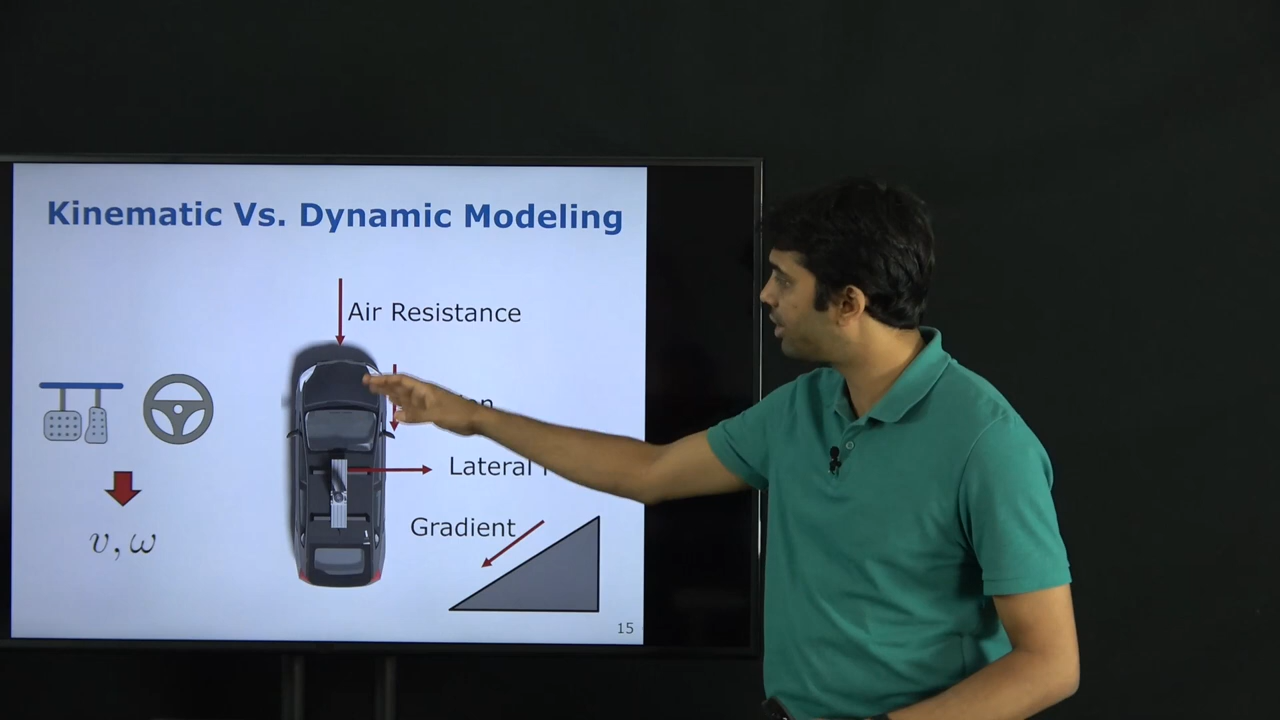 Kinematic Vs. Dynamic Modeling
Air Resistance
Lateral
Gradient
v, ω
15